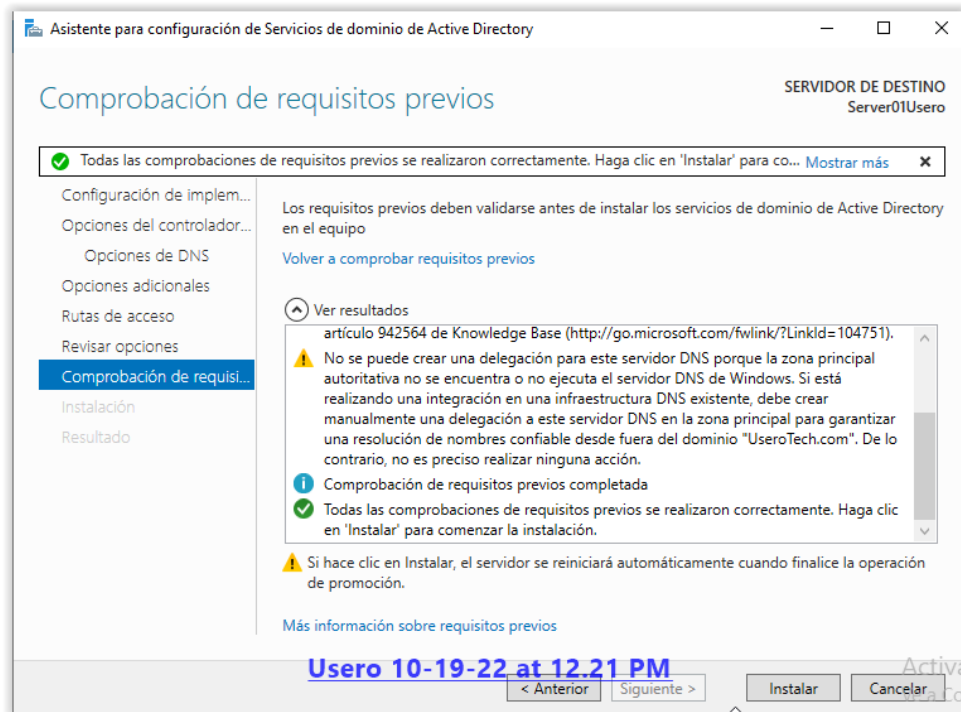 Asistente para configuración de Servicios de dominio de Active Directory
Comprobación de requisitos previos
SERVIDOR DE DESTINO
Server01Usero
Todas las comprobaciones de requisitos previos se realizaron correctamente. Haga clic en 'Instalar' para co... Mostrar más
Configuración de implem...
Opciones del controlador...
Opciones de DNS
Opciones adicionales
Rutas de acceso
Revisar opciones
Comprobación de requisi...
Instalación
Resultado
Los requisitos previos deben validarse antes de instalar los servicios de dominio de Active Directory
en el equipo
Volver a comprobar requisitos previos
Ver resultados
artículo 942564 de Knowledge Base (http://go.microsoft.com/fwlink/?LinkId=104751).
No se puede crear una delegación para este servidor DNS porque la zona principal
autoritativa no se encuentra o no ejecuta el servidor DNS de Windows. Si está
realizando una integración en una infraestructura DNS existente, debe crear
manualmente una delegación a este servidor DNS en la zona principal para garantizar
una resolución de nombres confiable desde fuera del dominio "UseroTech.com". De lo
contrario, no es preciso realizar ninguna acción.
Comprobación de requisitos previos completada
Todas las comprobaciones de requisitos previos se realizaron correctamente. Haga clic
en 'Instalar' para comenzar la instalación.
Si hace clic en Instalar, el servidor se reiniciará automáticamente cuando finalice la operación
de promoción.
Más información sobre requisitos previos
Usero 10-19-22 at 12.21 PM
< Anterior
Siguiente >
Instalar
Cancelar